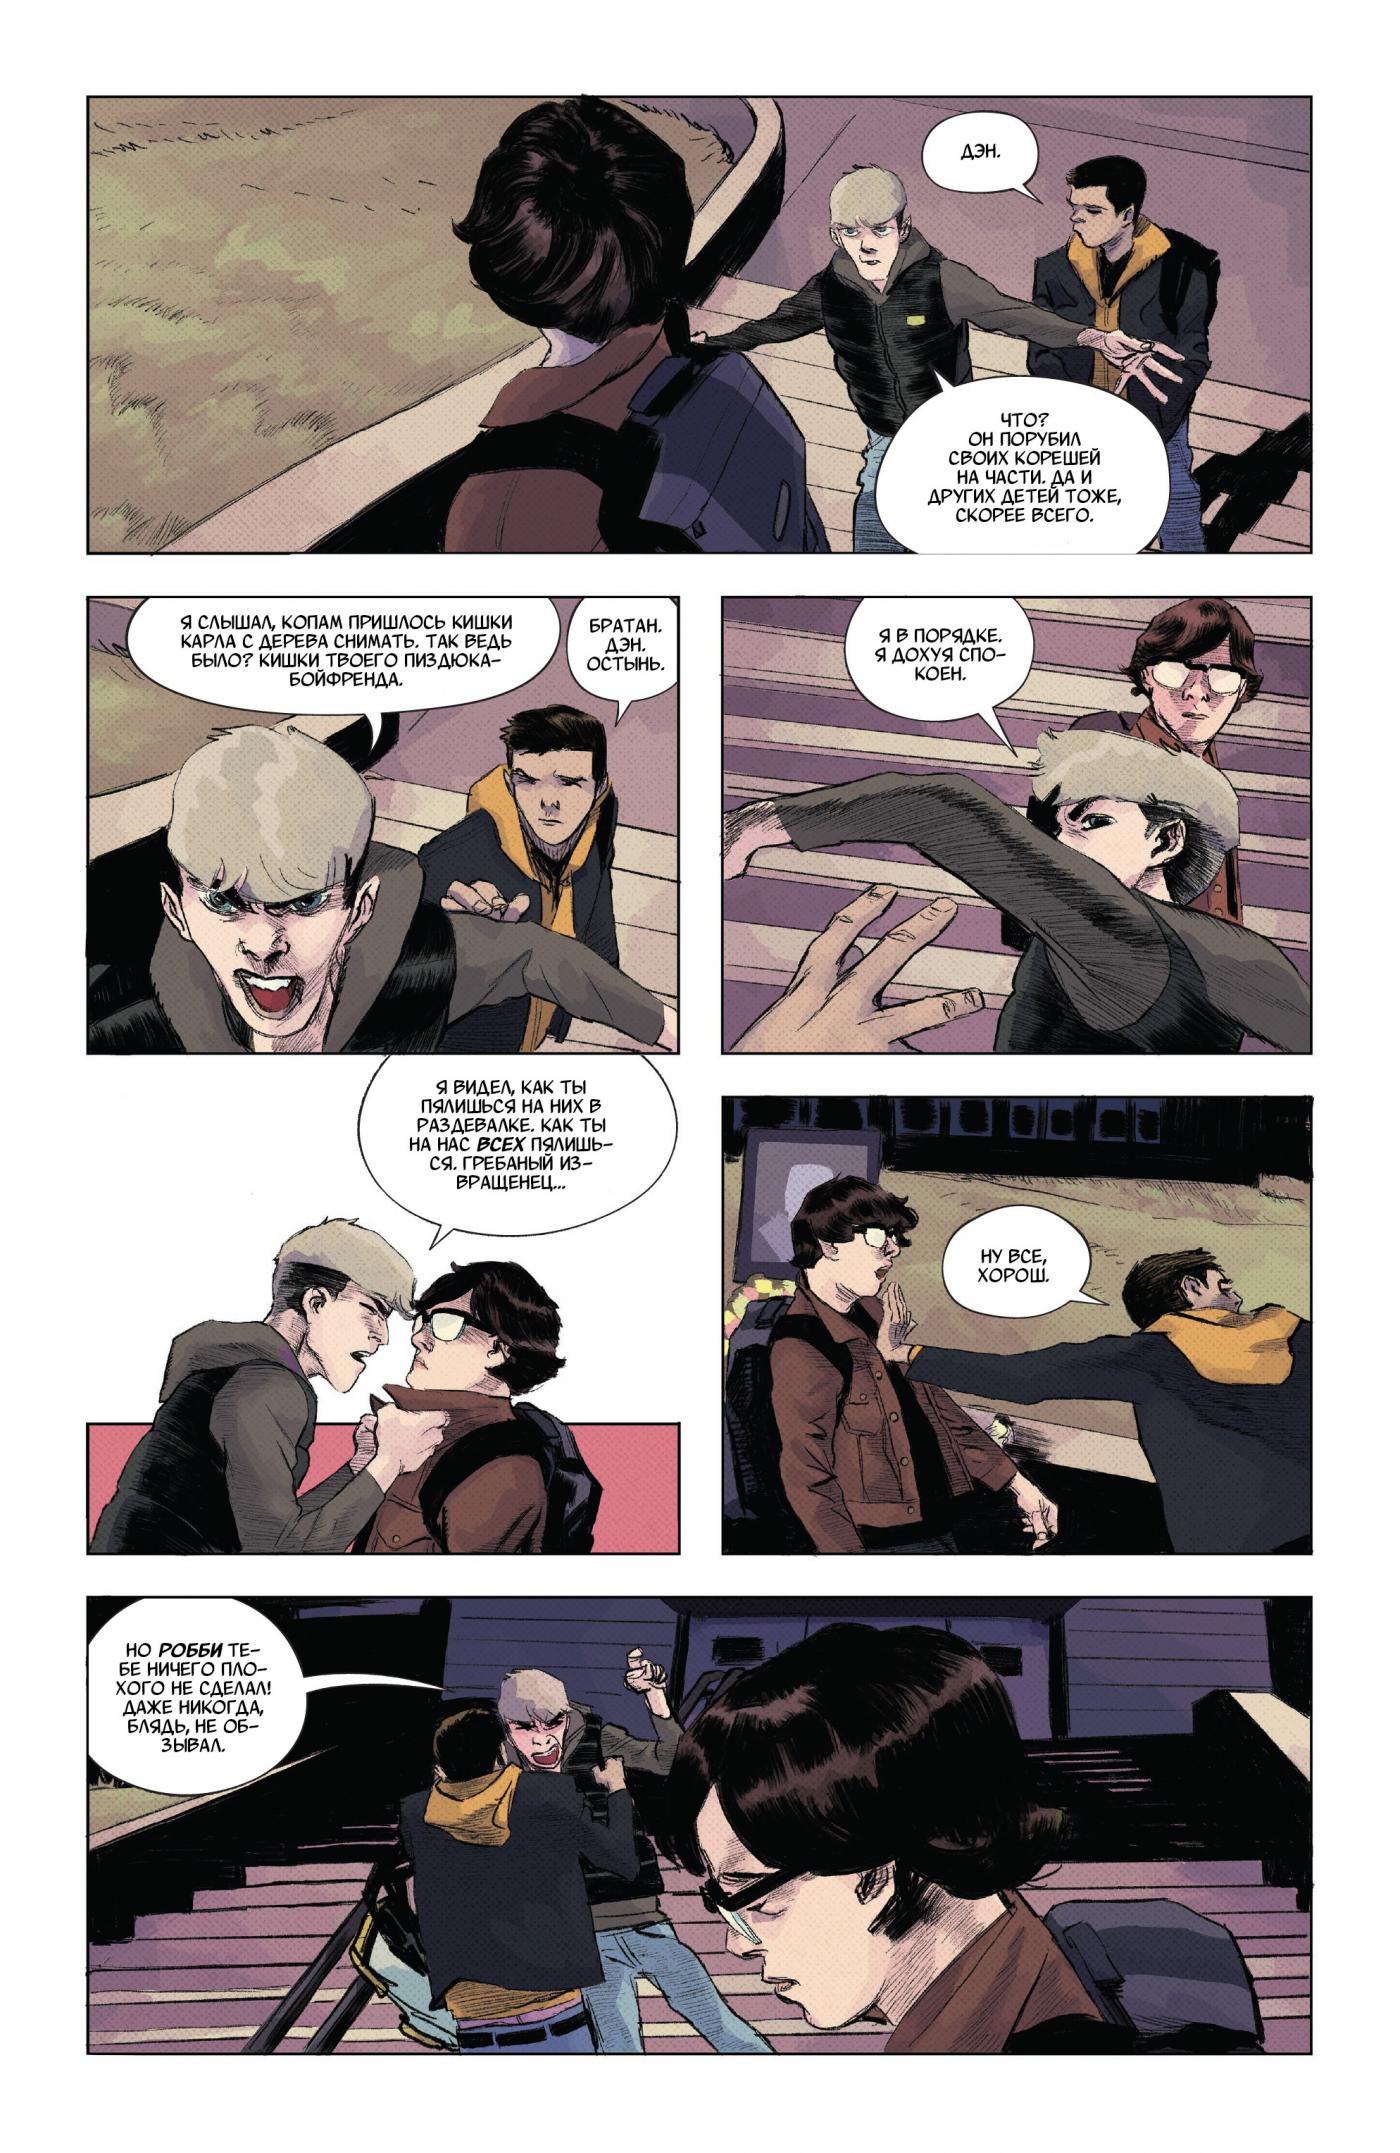 ДЭН.
ЧТО?
ОН ПОРУБИЛ
СВОИХ КОРЕШЕЙ
НА ЧАСТИ. ДА И
ДРУГИХ ДЕТЕЙ ТОЖЕ,
СКОРЕЕ ВСЕГО.
Я СЛЫШАЛ, КОПАМ ПРИШЛОСЬ КИШКИ
КАРЛА С ДЕРЕВА СНИМАТЬ. ТАК ВЕДЬ
БЫЛО? КИШКИ ТВОЕГО ПИЗДЮКА-
БОЙФРЕНДА.
БРАТАН.
ДЭН.
ОСТЫНЬ.
Я В ПОРЯДКЕ.
Я ДОХУЯ СПО-
КОЕН.
Я ВИДЕЛ, КАК ТЫ
ПЯЛИШЬСЯ НА НИХ В
РАЗДЕВАЛКЕ. КАК ТЫ
НА НАС ВСЕХ ПЯЛИШЬ-
СЯ. ГРЕБАНЫЙ ИЗ-
ВРАЩЕНЕЦ...
НУ ВСЕ,
ХОРОШ.
НО РОББИ ТЕ-
БЕ НИЧЕГО ПЛО-
ХОГО НЕ СДЕЛАЛ!
ДАЖЕ НИКОГДА,
БЛЯДЬ, НЕ ОБ-
ЗЫВАЛ.